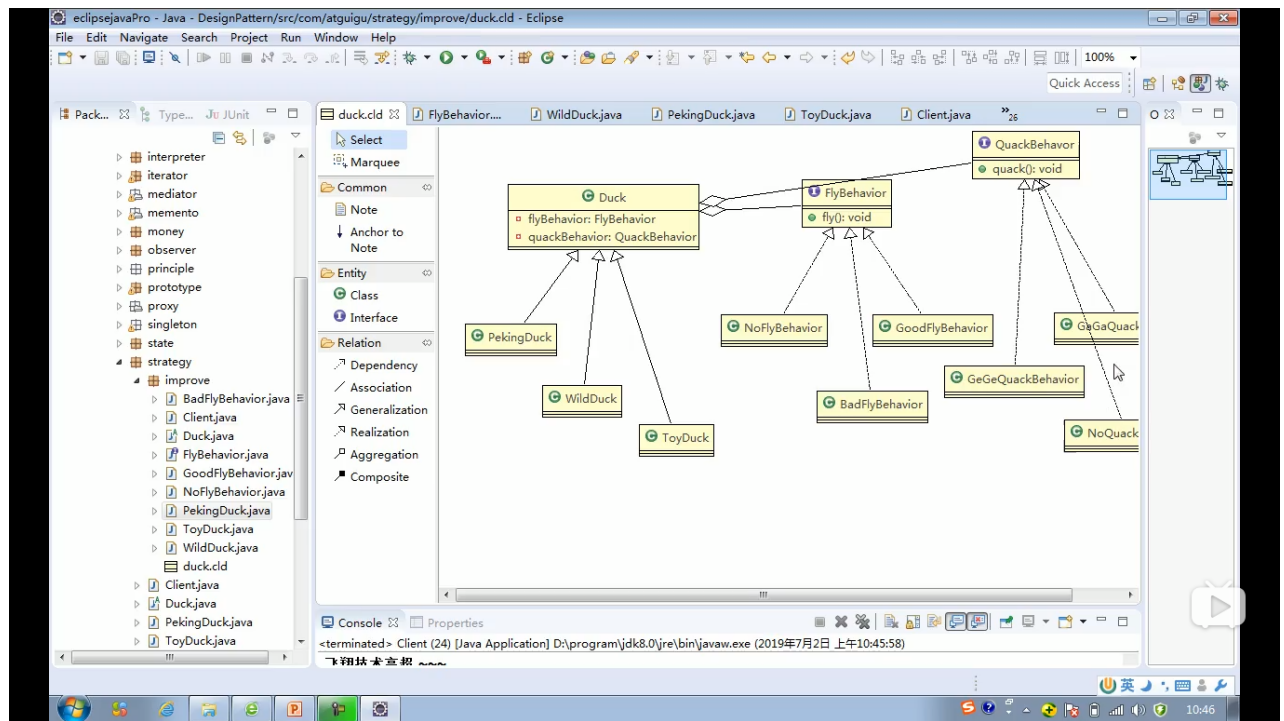 eclipsejavaPro - Java - DesignPattern/src/com/atguigu/strategy/improve/duck.cld - Eclipse
File Edit Navigate Search Project Run Window Help
100%
Quick Access
Pack... Type... JUnit
interpreter
iterator
mediator
memento
money
observer
principle
prototype
proxy
singleton
state
strategy
improve
BadFlyBehavior.java
Client.java
Duck.java
FlyBehavior.java
GoodFlyBehavior.jav
NoFlyBehavior.java
PekingDuck.java
ToyDuck.java
WildDuck.java
duck.cld
Client.java
Duck.java
PekingDuck.java
ToyDuck.java
duck.cld FlyBehavior.... WildDuck.java PekingDuck.java ToyDuck.java Client.java »26
Select
Marquee
Common
Note
Anchor to
Note
Entity
Class
Interface
Relation
Dependency
Association
Generalization
Realization
Aggregation
Composite
QuackBehavor
quack(): void
Duck
flyBehavior: FlyBehavior
quackBehavior: QuackBehavior
FlyBehavior
fly(): void
PekingDuck
WildDuck
ToyDuck
NoFlyBehavior
GoodFlyBehavior
BadFlyBehavior
GaGaQuack
GeGeQuackBehavior
NoQuack
O
Console Properties
<terminated> Client (24) [Java Application] D:\program\jdk8.0\jre\bin\javaw.exe (2019年7月2日 上午10:45:58)
飞翔技术高超 ~~~
英
10:46